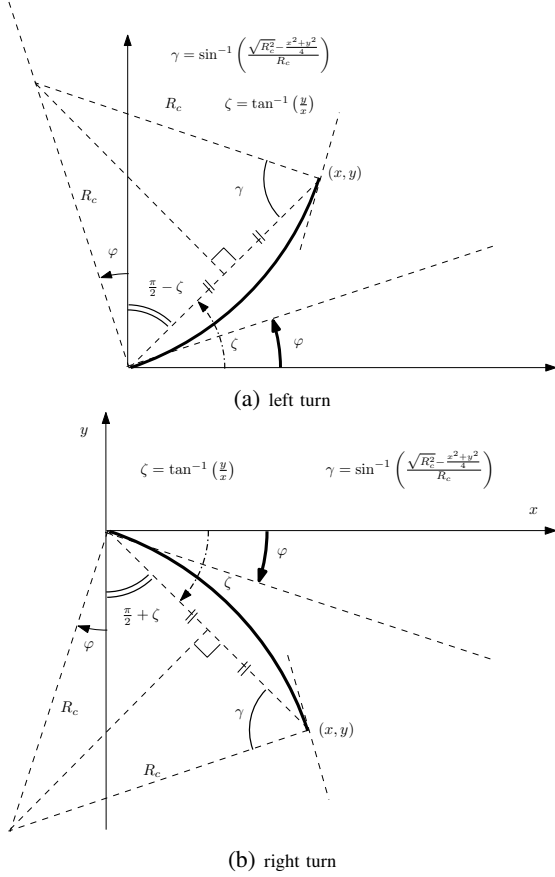 γ = sin⁻¹ ( √R_c² − (x²+y²)/4 / R_c )
R_c
ζ = tan⁻¹ (y/x)
(x, y)
R_c
γ
φ
π/2 − ζ
ζ
φ
(a) left turn
y
ζ = tan⁻¹ (y/x)
γ = sin⁻¹ ( √R_c² − (x²+y²)/4 / R_c )
x
φ
ζ
π/2 + ζ
φ
R_c
γ
(x, y)
R_c
(b) right turn